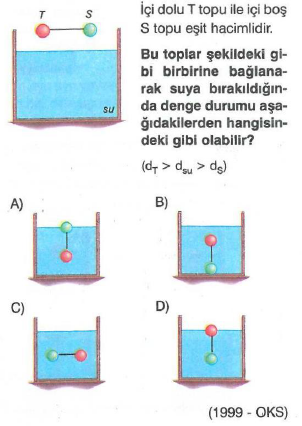 T S
su
İçi dolu T topu ile içi boş
S topu eşit hacimlidir.
Bu toplar şekildeki gi-
bi birbirine bağlana-
rak suya bırakıldığın-
da denge durumu aşa-
ğıdakilerden hangisin-
deki gibi olabilir?
(dT > dsu > dS)
A)
B)
C)
D)
(1999 - OKS)